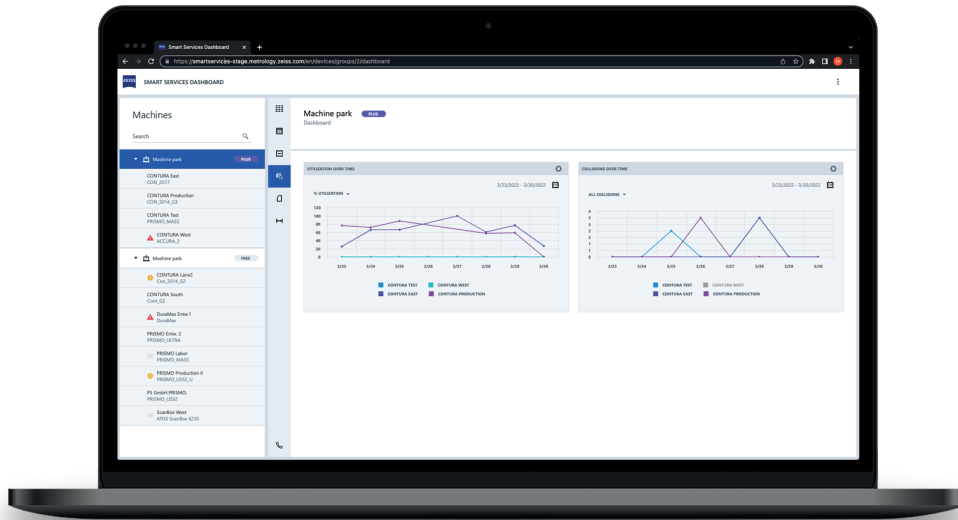 Smart Services Dashboard
https://smartservices-stage.metrology.zeiss.com/en/devices/groups/2/dashboard
ZEISS
SMART SERVICES DASHBOARD
Machines
Search
Machine park PLUS
CONTURA East
CON_2017
CONTURA Production
CON_2014_G3
CONTURA Test
PRISMO_MASS
CONTURA West
ACCURA_2
Machine park FREE
CONTURA Lana2
Con_2014_G2
CONTURA South
Cont_G2
DuraMax Entw.1
DuraMax
PRISMO Entw. 2
PRISMO_ULTRA
PRISMO Labor
PRISMO_MASS
PRISMO Production II
PRISMO_USS2_U
PS GmbH PRISMO.
PRISMO_USS2
ScanBox West
ATOS ScanBox 6235
Machine park PLUS
Dashboard
UTILIZATION OVER TIME
3/23/2022 - 3/30/2022
% UTILIZATION
120
100
80
60
40
20
0
3/23 3/24 3/25 3/26 3/27 3/28 3/29 3/30
CONTURA TEST CONTURA WEST
CONTURA EAST CONTURA PRODUCTION
COLLISIONS OVER TIME
3/23/2022 - 3/30/2022
ALL COLLISIONS
4
3
3
2
2
1
1
0
3/23 3/24 3/25 3/26 3/27 3/28 3/29 3/30
CONTURA TEST CONTURA WEST
CONTURA EAST CONTURA PRODUCTION